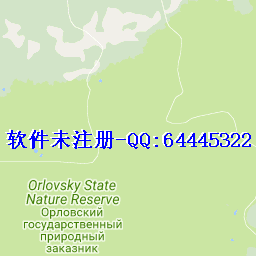 软件未注册-QQ:64445322
Orlovsky State
Nature Reserve
Орловский
государственный
природный
заказник